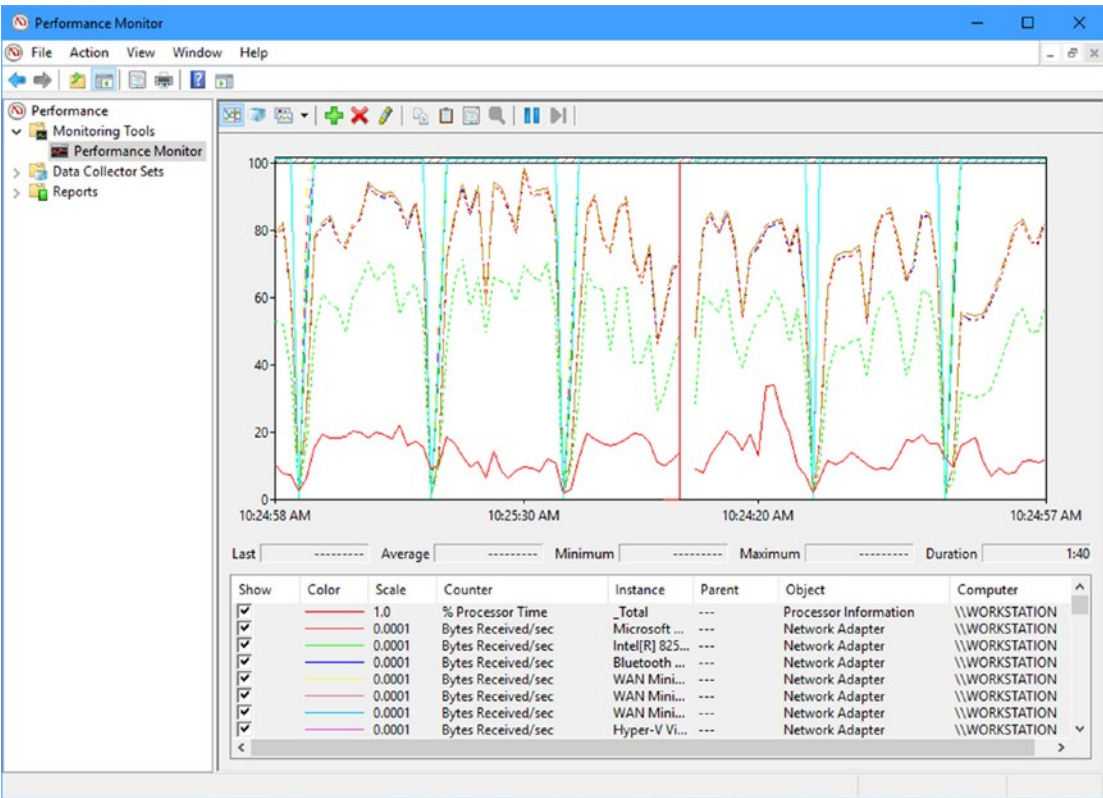 Performance Monitor
File Action View Window Help
Performance
Monitoring Tools
Performance Monitor
Data Collector Sets
Reports
100
80
60
40
20
0
10:24:58 AM 10:25:30 AM 10:24:20 AM 10:24:57 AM
Last --------- Average --------- Minimum --------- Maximum --------- Duration 1:40
Show Color Scale Counter Instance Parent Object Computer
1.0 % Processor Time _Total --- Processor Information \\WORKSTATION
0.0001 Bytes Received/sec Microsoft ... --- Network Adapter \\WORKSTATION
0.0001 Bytes Received/sec Intel[R] 825... --- Network Adapter \\WORKSTATION
0.0001 Bytes Received/sec Bluetooth ... --- Network Adapter \\WORKSTATION
0.0001 Bytes Received/sec WAN Mini... --- Network Adapter \\WORKSTATION
0.0001 Bytes Received/sec WAN Mini... --- Network Adapter \\WORKSTATION
0.0001 Bytes Received/sec WAN Mini... --- Network Adapter \\WORKSTATION
0.0001 Bytes Received/sec Hyper-V Vi... --- Network Adapter \\WORKSTATION